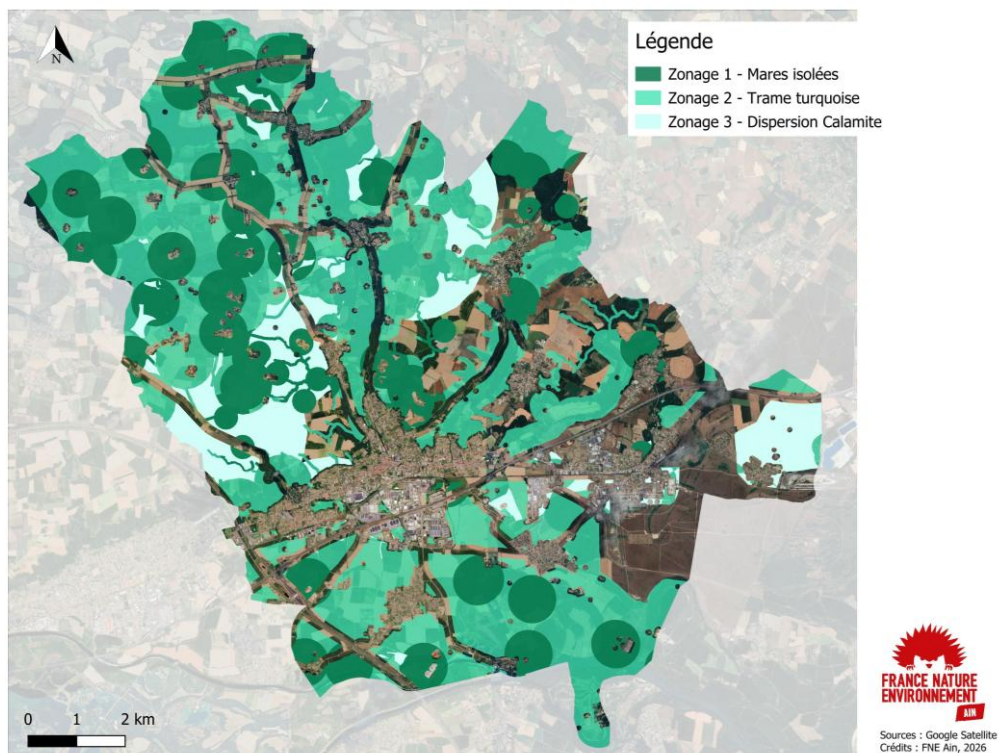 N
Légende
Zonage 1 - Mares isolées
Zonage 2 - Trame turquoise
Zonage 3 - Dispersion Calamite
0 1 2 km
FRANCE NATURE
ENVIRONNEMENT
AIN
Sources : Google Satellite
Crédits : FNE Ain, 2026